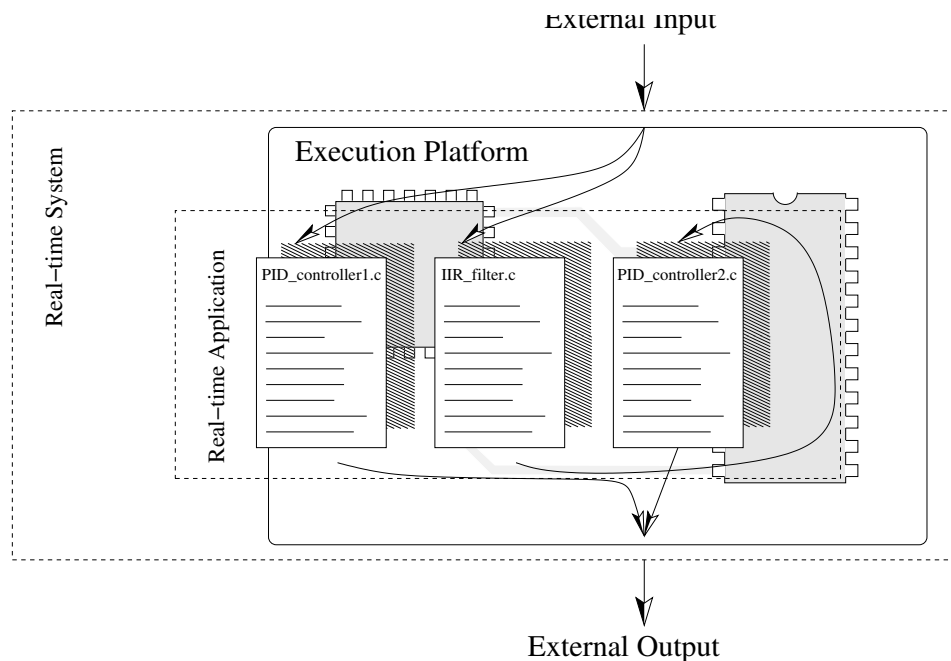 External Input
Execution Platform
Real-time System
Real-time Application
PID_controller1.c
IIR_filter.c
PID_controller2.c
External Output